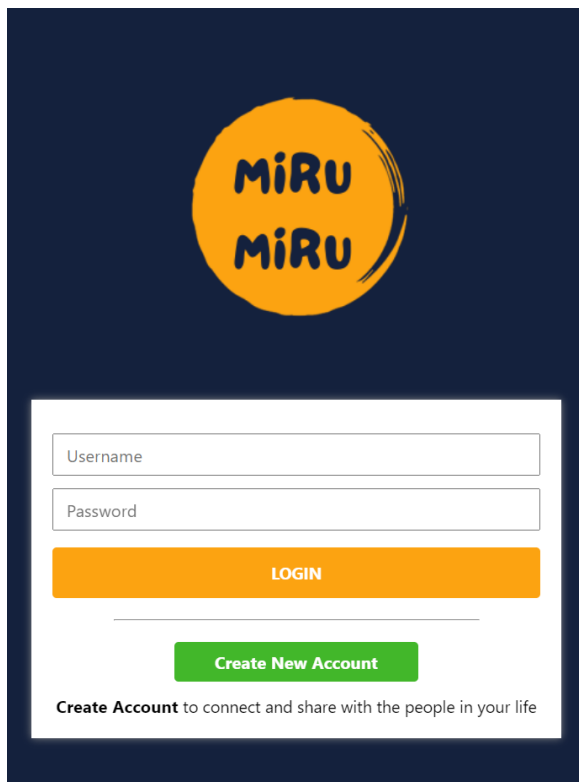 MiRU
MiRU
Username
Password
LOGIN
Create New Account
Create Account to connect and share with the people in your life